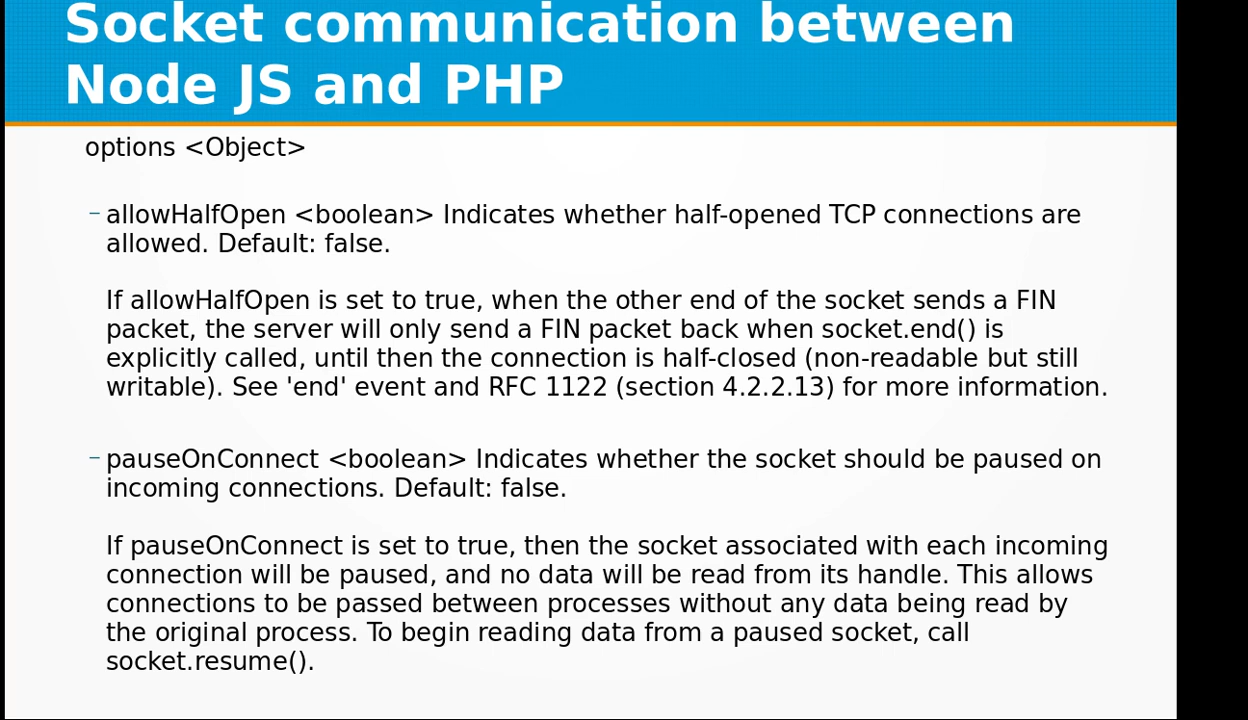 Socket communication between
Node JS and PHP
options <Object>
– allowHalfOpen <boolean> Indicates whether half-opened TCP connections are
allowed. Default: false.
If allowHalfOpen is set to true, when the other end of the socket sends a FIN
packet, the server will only send a FIN packet back when socket.end() is
explicitly called, until then the connection is half-closed (non-readable but still
writable). See 'end' event and RFC 1122 (section 4.2.2.13) for more information.
– pauseOnConnect <boolean> Indicates whether the socket should be paused on
incoming connections. Default: false.
If pauseOnConnect is set to true, then the socket associated with each incoming
connection will be paused, and no data will be read from its handle. This allows
connections to be passed between processes without any data being read by
the original process. To begin reading data from a paused socket, call
socket.resume().